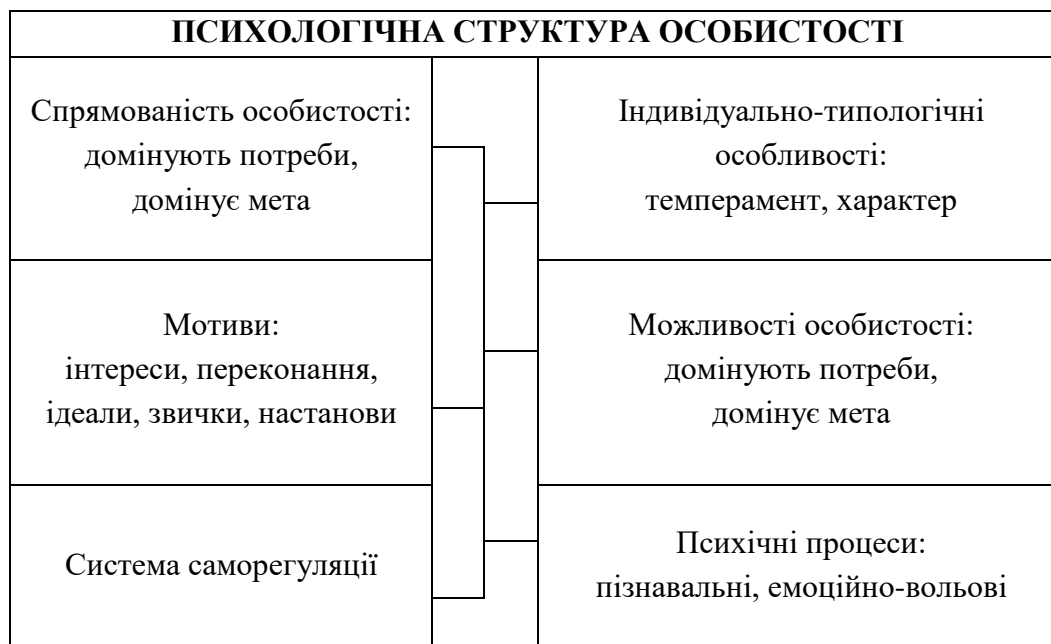 ПСИХОЛОГІЧНА СТРУКТУРА ОСОБИСТОСТІ
Спрямованість особистості:
домінують потреби,
домінує мета
Індивідуально-типологічні
особливості:
темперамент, характер
Мотиви:
інтереси, переконання,
ідеали, звички, настанови
Можливості особистості:
домінують потреби,
домінує мета
Система саморегуляції
Психічні процеси:
пізнавальні, емоційно-вольові